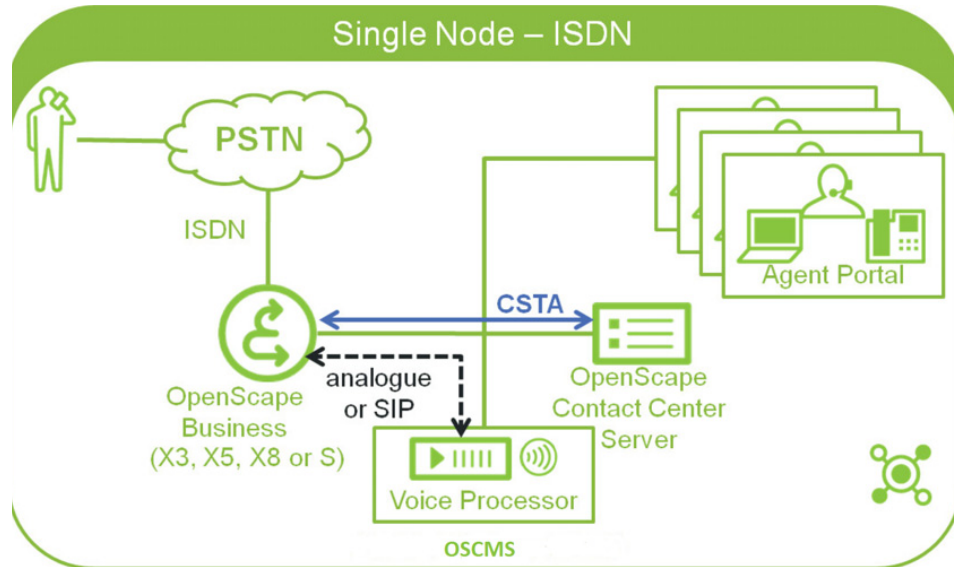 Single Node – ISDN
PSTN
ISDN
Agent Portal
CSTA
analogue
or SIP
OpenScape
Business
(X3, X5, X8 or S)
OpenScape
Contact Center
Server
Voice Processor
OSCMS